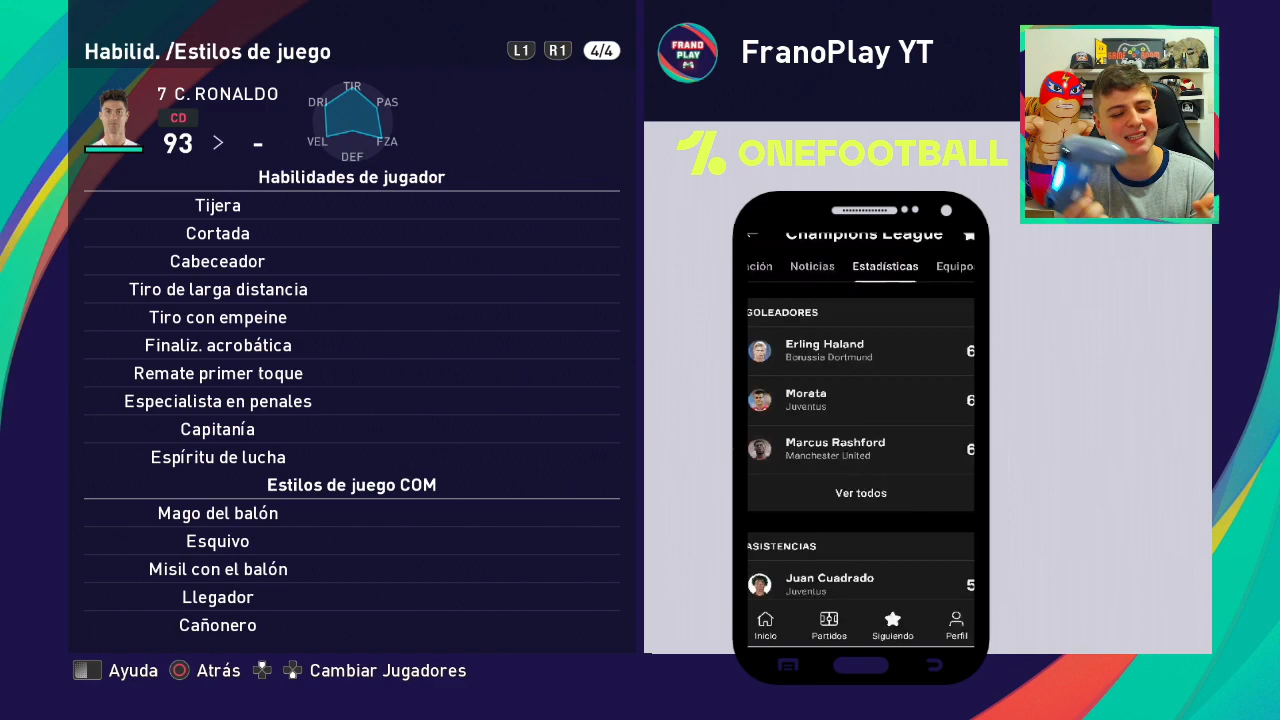 Habilid. /Estilos de juego
L1 R1 4/4
7 C. RONALDO
CD
93 > -
TIR
DRI PAS
VEL FZA
DEF
Habilidades de jugador
Tijera
Cortada
Cabeceador
Tiro de larga distancia
Tiro con empeine
Finaliz. acrobática
Remate primer toque
Especialista en penales
Capitanía
Espíritu de lucha
Estilos de juego COM
Mago del balón
Esquivo
Misil con el balón
Llegador
Cañonero
Ayuda Atrás Cambiar Jugadores
FRANO
PLAY
FranoPlay YT
ONEFOOTBALL
Champions League
ación Noticias Estadísticas Equipo
GOLEADORES
Erling Haland 6
Borussia Dortmund
Morata 6
Juventus
Marcus Rashford 6
Manchester United
Ver todos
ASISTENCIAS
Juan Cuadrado 5
Juventus
Inicio Partidos Siguiendo Perfil